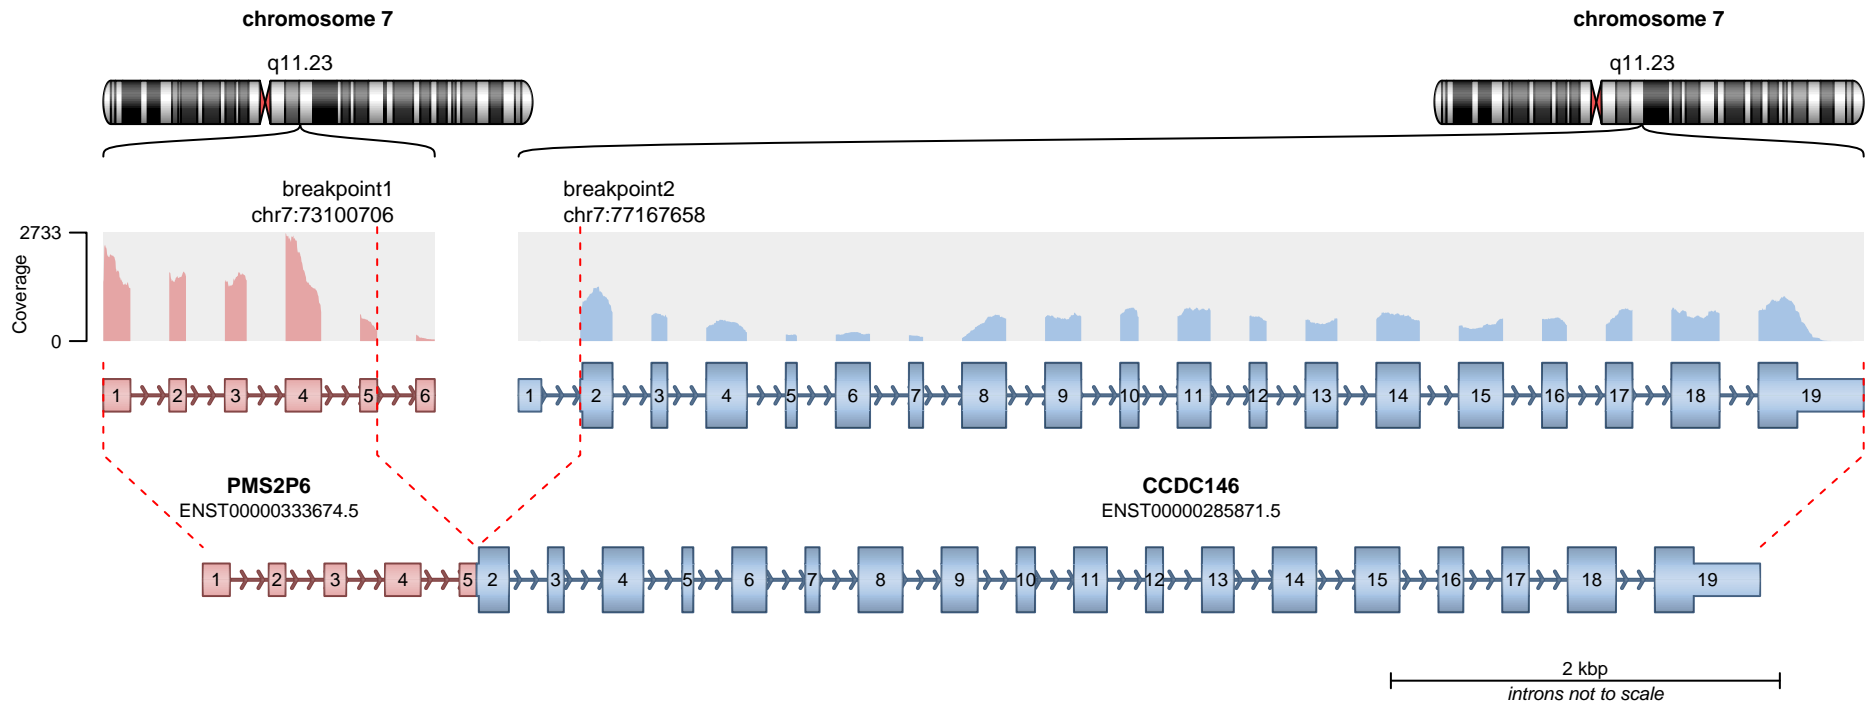 chromosome 7
chromosome 7
q11.23
q11.23
breakpoint1
chr7:73100706
breakpoint2
chr7:77167658
2733
Coverage
0
1 2 3 4 5 6
1 2 3 4 5 6 7 8 9 10 11 12 13 14 15 16 17 18 19
PMS2P6
ENST00000333674.5
CCDC146
ENST00000285871.5
1 2 3 4 5 2 3 4 5 6 7 8 9 10 11 12 13 14 15 16 17 18 19
2 kbp
introns not to scale